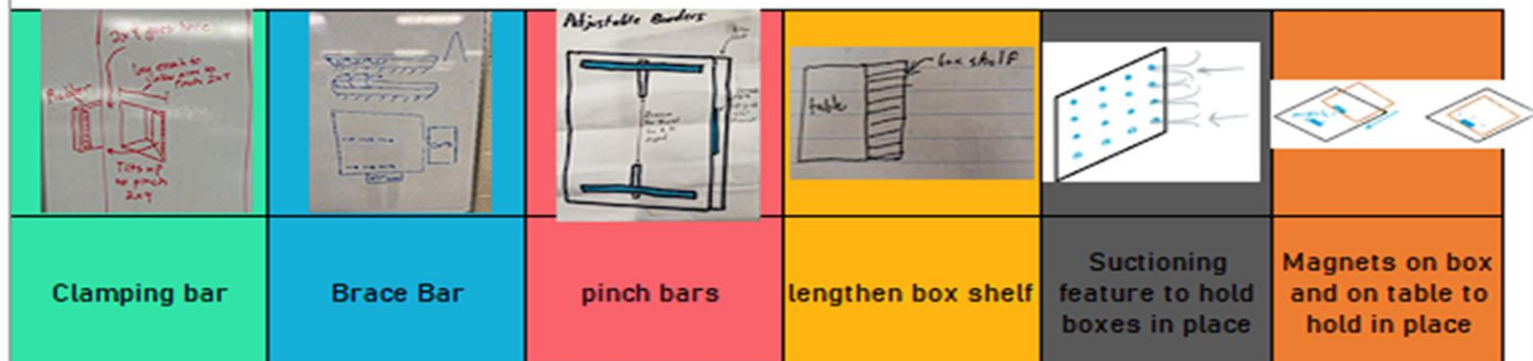 2x4 goes here
Rubber
Tilts up
to pinch
2x4
Adjustable Borders
table
box shelf
Clamping bar
Brace Bar
pinch bars
lengthen box shelf
Suctioning
feature to hold
boxes in place
Magnets on box
and on table to
hold in place